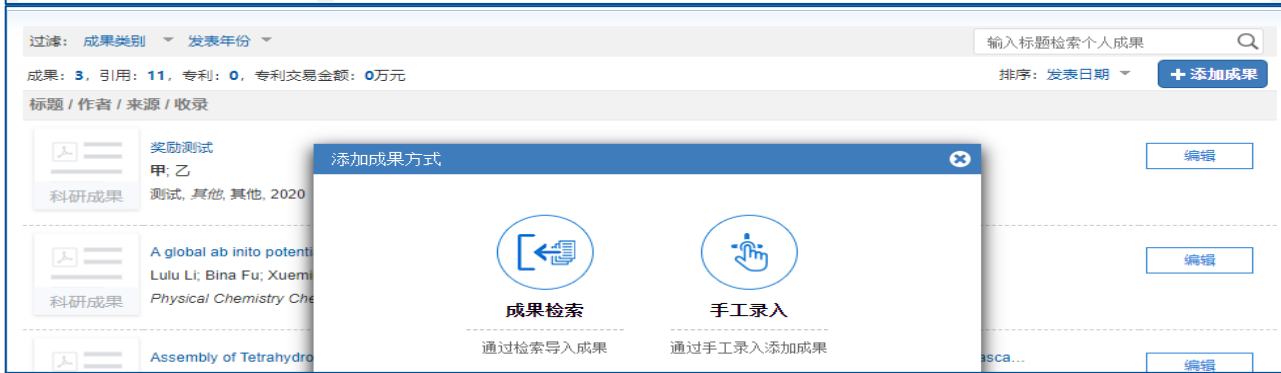 过滤： 成果类别 发表年份 输入标题检索个人成果
成果：3，引用：11，专利：0，专利交易金额：0万元 排序：发表日期 添加成果
标题 / 作者 / 来源 / 收录
奖励测试 编辑
甲; 乙
测试, 其他, 其他, 2020
科研成果
添加成果方式
A global ab inito potenti 编辑
Lulu Li; Bina Fu; Xuemi
Physical Chemistry Che
科研成果
成果检索 手工录入
通过检索导入成果 通过手工录入添加成果
Assembly of Tetrahydro asca... 编辑